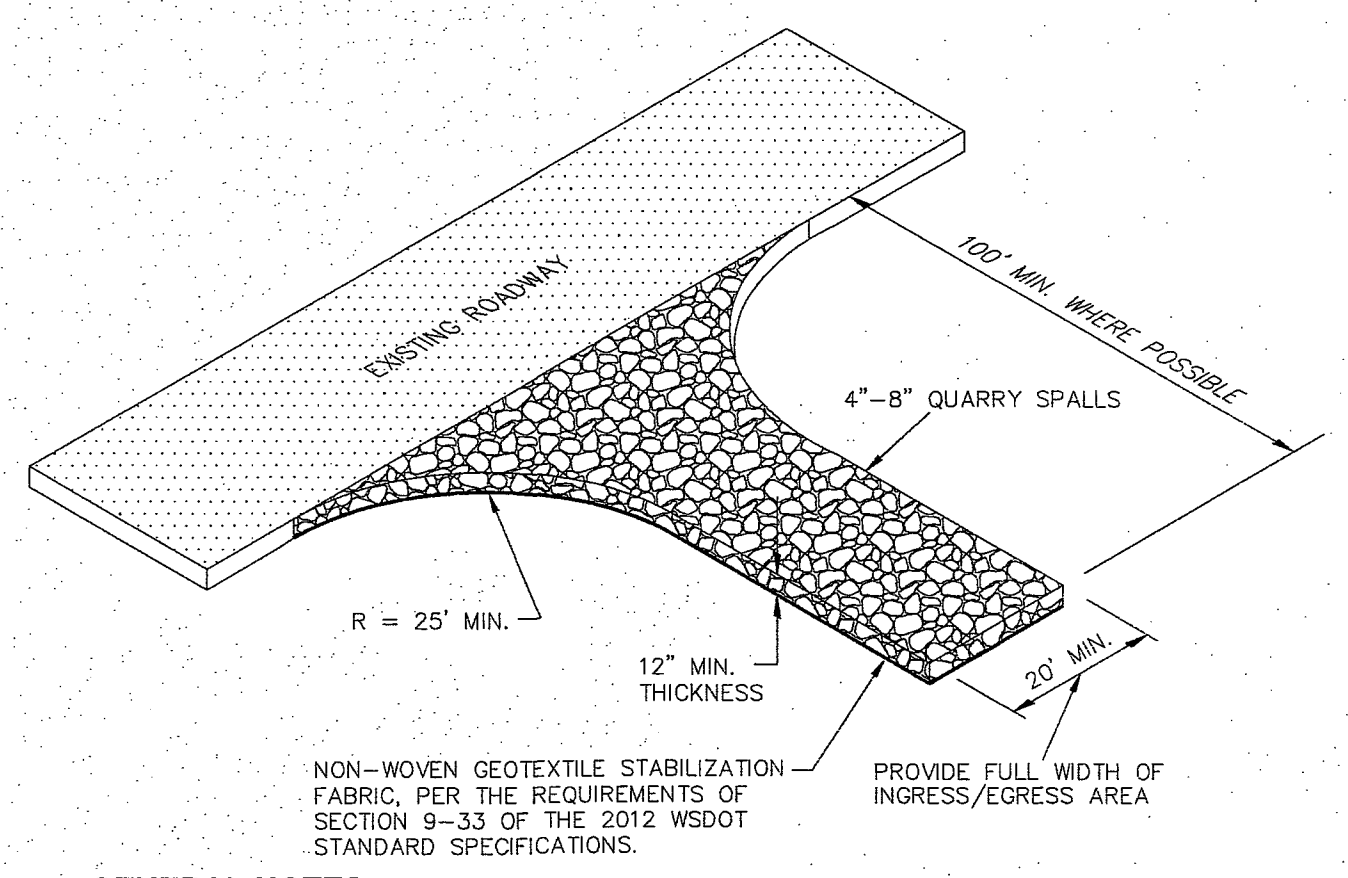 EXISTING ROADWAY
100' MIN. WHERE POSSIBLE
4"-8" QUARRY SPALLS
R = 25' MIN.
12" MIN.
THICKNESS
20' MIN.
NON-WOVEN GEOTEXTILE STABILIZATION
FABRIC, PER THE REQUIREMENTS OF
SECTION 9-33 OF THE 2012 WSDOT
STANDARD SPECIFICATIONS.
PROVIDE FULL WIDTH OF
INGRESS/EGRESS AREA